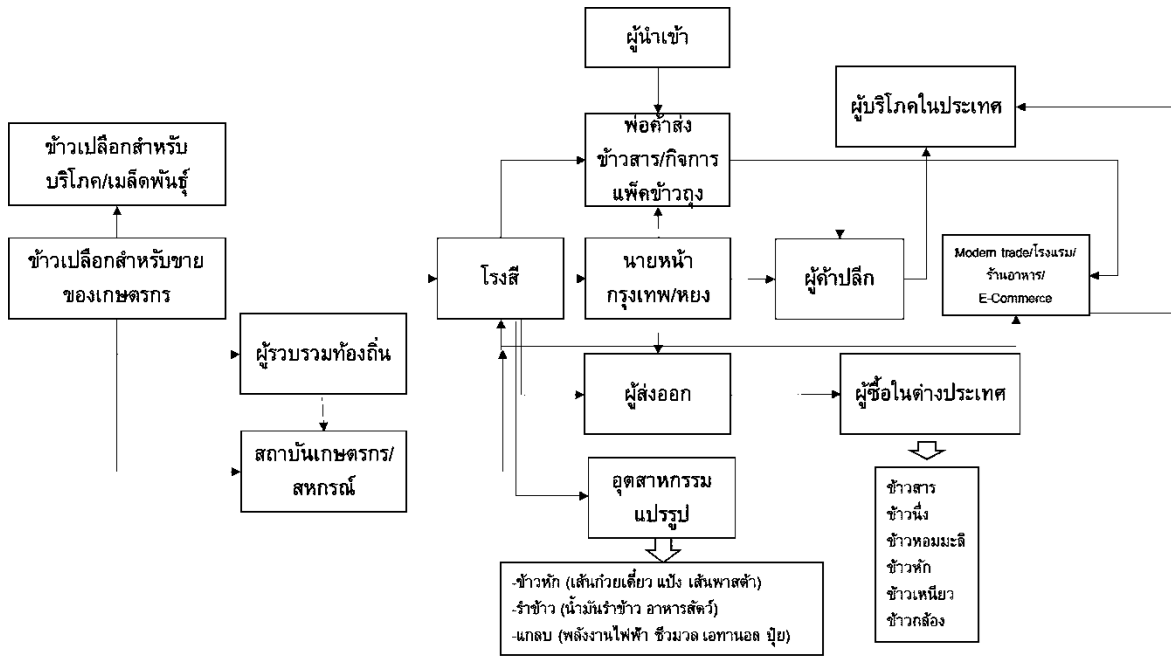 ผู้นำเข้า
ผู้บริโภคในประเทศ
พ่อค้าส่ง
ข้าวสาร/กิจการ
แพ็คข้าวถุง
ข้าวเปลือกสำหรับ
บริโภค/เมล็ดพันธุ์
ข้าวเปลือกสำหรับขาย
ของเกษตรกร
โรงสี
นายหน้า
กรุงเทพ/หยง
ผู้ค้าปลีก
Modern trade/โรงแรม/
ร้านอาหาร/
E-Commerce
ผู้รวบรวมท้องถิ่น
ผู้ส่งออก
ผู้ซื้อในต่างประเทศ
สถาบันเกษตรกร/
สหกรณ์
อุตสาหกรรม
แปรรูป
ข้าวสาร
ข้าวนึ่ง
ข้าวหอมมะลิ
ข้าวหัก
ข้าวเหนียว
ข้าวกล้อง
-ข้าวหัก (เส้นก๋วยเตี๋ยว แป้ง เส้นพาสต้า)
-รำข้าว (น้ำมันรำข้าว อาหารสัตว์)
-แกลบ (พลังงานไฟฟ้า ชีวมวล เอทานอล ปุ๋ย)